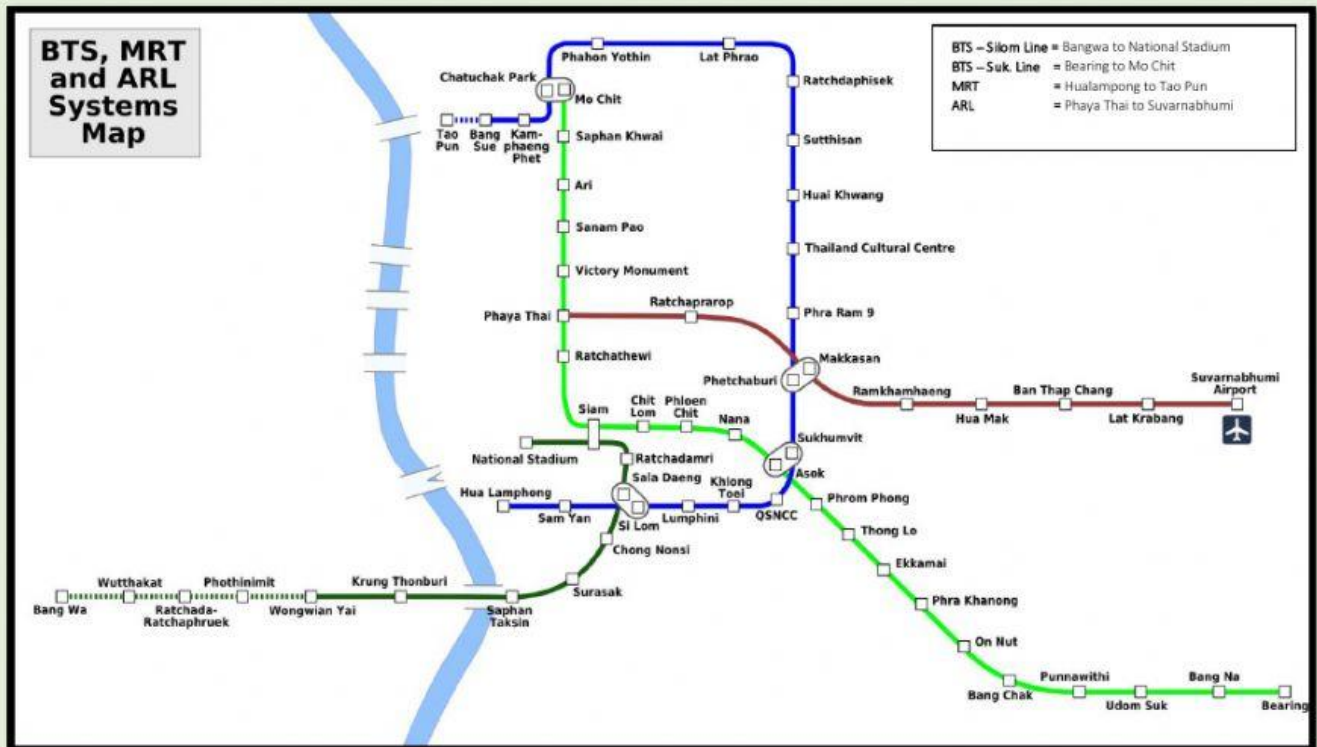 BTS, MRT
and ARL
Systems
Map
BTS – Silom Line = Bangwa to National Stadium
BTS – Suk. Line = Bearing to Mo Chit
MRT = Hualampong to Tao Pun
ARL = Phaya Thai to Suvarnabhumi
Phahon Yothin
Lat Phrao
Chatuchak Park
Mo Chit
Ratchdaphisek
Tao
Pun
Bang
Sue
Kam-
phaeng
Phet
Saphan Khwai
Sutthisan
Ari
Huai Khwang
Sanam Pao
Thailand Cultural Centre
Victory Monument
Ratchaprarop
Phaya Thai
Phra Ram 9
Ratchathewi
Makkasan
Phetchaburi
Ramkhamhaeng
Hua Mak
Ban Thap Chang
Lat Krabang
Suvarnabhumi
Airport
Siam
Chit
Lom
Phloen
Chit
Nana
Sukhumvit
National Stadium
Ratchadamri
Asok
Sala Daeng
Hua Lamphong
Sam Yan
Si Lom
Lumphini
Khlong
Toei
QSNCC
Phrom Phong
Thong Lo
Chong Nonsi
Ekkamai
Surasak
Phra Khanong
Bang Wa
Wutthakat
Ratchada-
Ratchaphruek
Phothinimit
Wongwian Yai
Krung Thonburi
Saphan
Taksin
On Nut
Bang Chak
Punnawithi
Udom Suk
Bang Na
Bearing